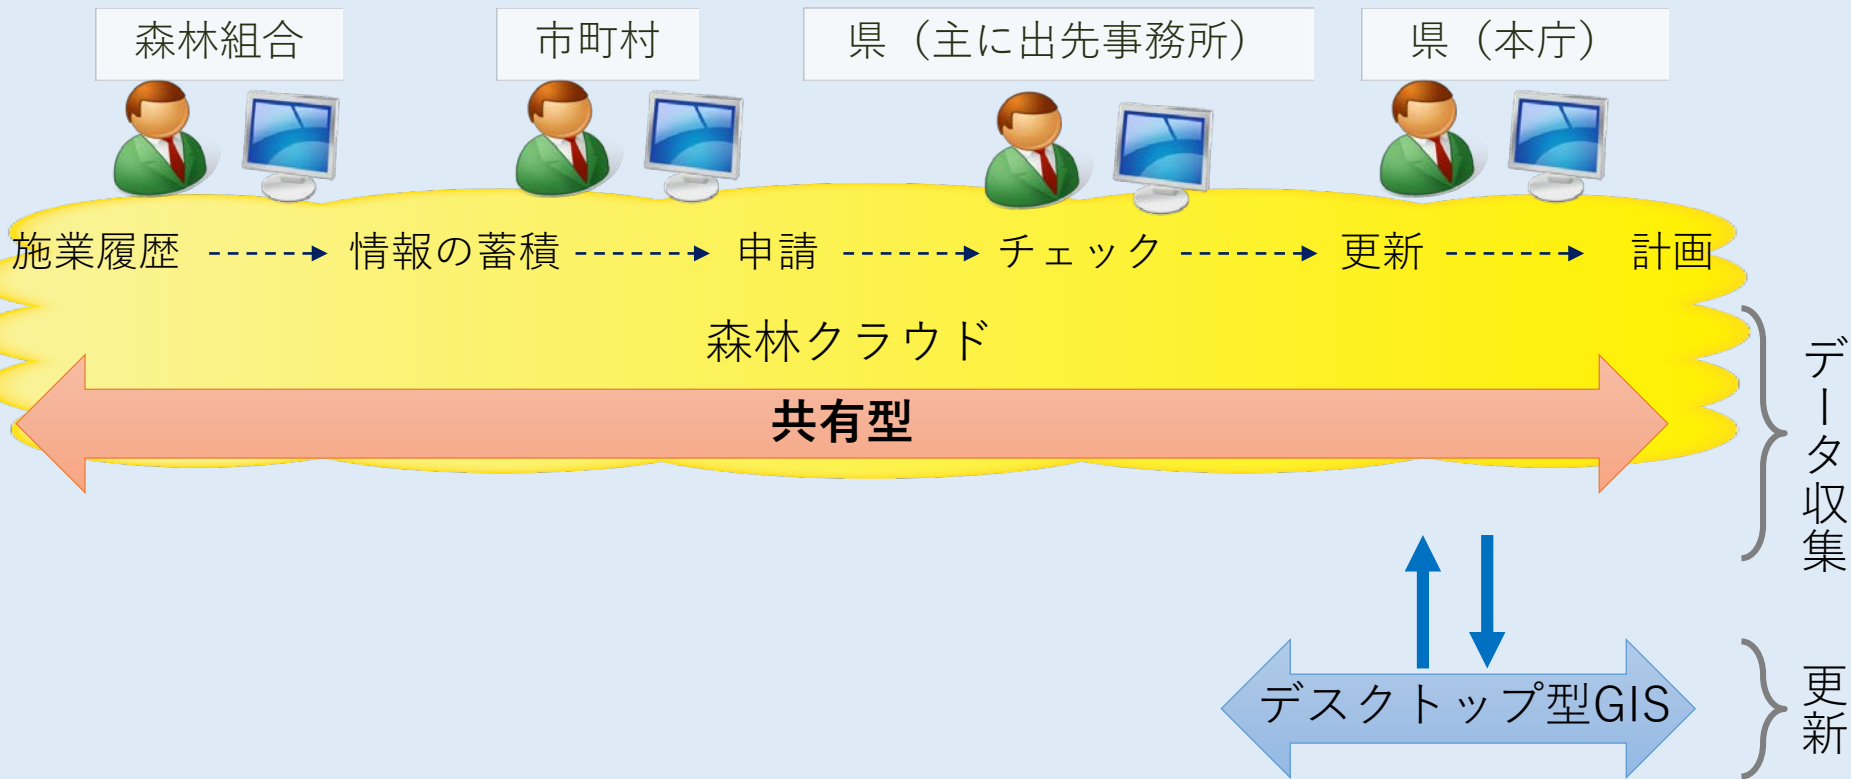 森林組合
市町村
県（主に出先事務所）
県（本庁）
施業履歴
情報の蓄積
申請
チェック
更新
計画
森林クラウド
共有型
データ収集
デスクトップ型GIS
更新